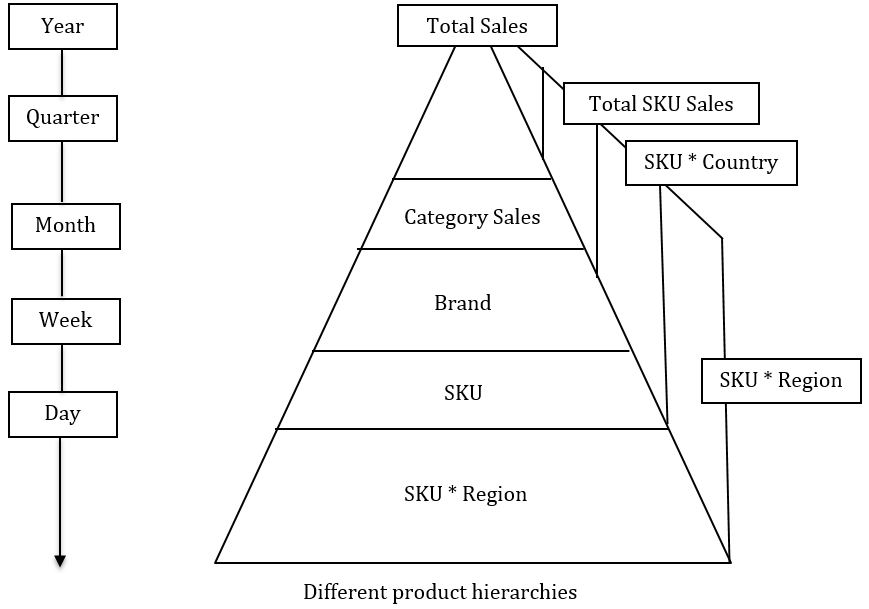 Year
Quarter
Month
Week
Day
Total Sales
Total SKU Sales
SKU * Country
SKU * Region
Category Sales
Brand
SKU
SKU * Region
Different product hierarchies